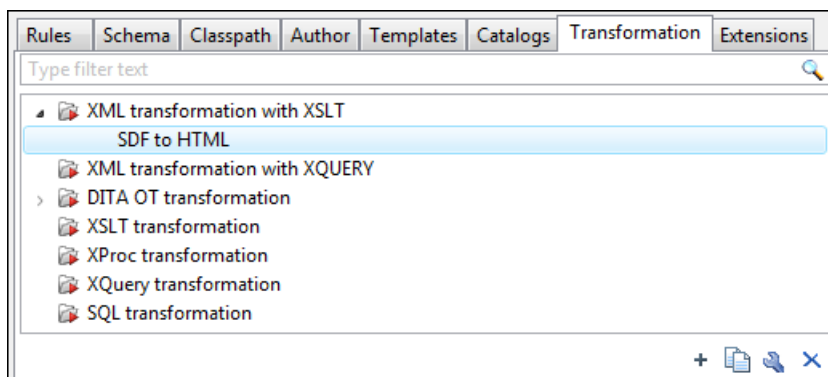 Rules Schema Classpath Author Templates Catalogs Transformation Extensions
Type filter text
XML transformation with XSLT
SDF to HTML
XML transformation with XQUERY
DITA OT transformation
XSLT transformation
XProc transformation
XQuery transformation
SQL transformation